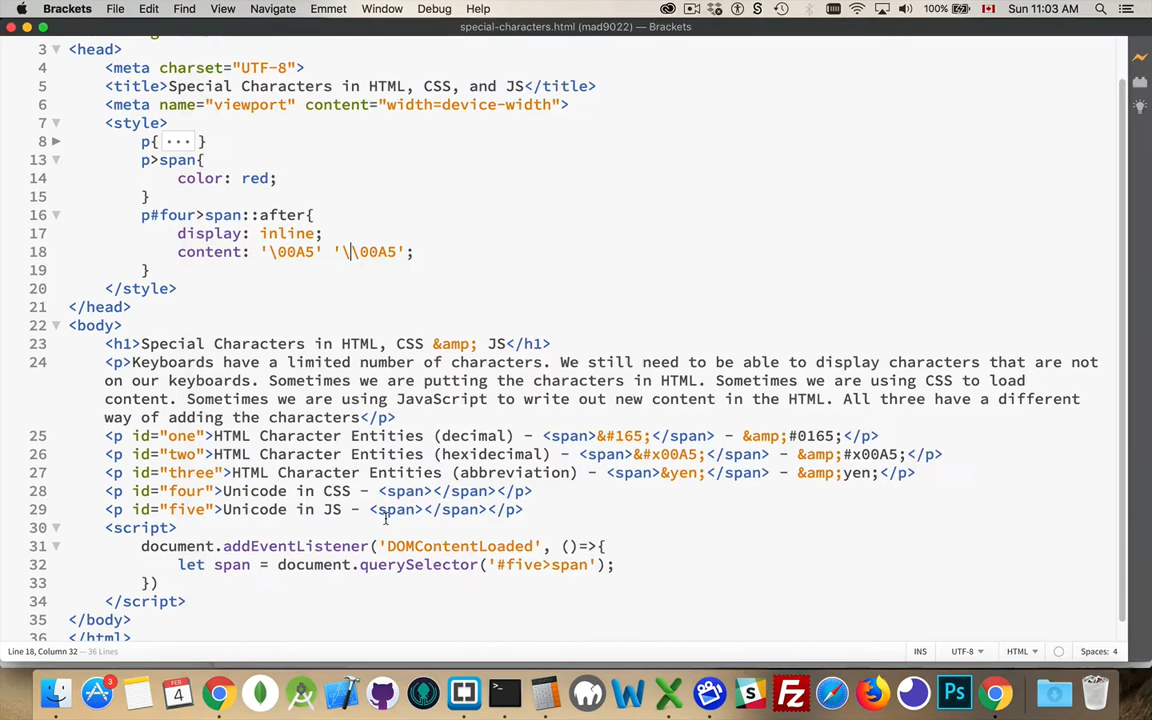 Brackets File Edit Find View Navigate Emmet Window Debug Help 100% Sun 11:03 AM
special-characters.html (mad9022) — Brackets
3 <head>
4 <meta charset="UTF-8">
5 <title>Special Characters in HTML, CSS, and JS</title>
6 <meta name="viewport" content="width=device-width">
7 <style>
8 p{ ... }
13 p>span{
14 color: red;
15 }
16 p#four>span::after{
17 display: inline;
18 content: '\00A5' '\\00A5';
19 }
20 </style>
21 </head>
22 <body>
23 <h1>Special Characters in HTML, CSS &amp; JS</h1>
24 <p>Keyboards have a limited number of characters. We still need to be able to display characters that are not
on our keyboards. Sometimes we are putting the characters in HTML. Sometimes we are using CSS to load
content. Sometimes we are using JavaScript to write out new content in the HTML. All three have a different
way of adding the characters</p>
25 <p id="one">HTML Character Entities (decimal) - <span>&#165;</span> - &amp;#0165;</p>
26 <p id="two">HTML Character Entities (hexidecimal) - <span>&#x00A5;</span> - &amp;#x00A5;</p>
27 <p id="three">HTML Character Entities (abbreviation) - <span>&yen;</span> - &amp;yen;</p>
28 <p id="four">Unicode in CSS - <span></span></p>
29 <p id="five">Unicode in JS - <span></span></p>
30 <script>
31 document.addEventListener('DOMContentLoaded', ()=>{
32 let span = document.querySelector('#five>span');
33 })
34 </script>
35 </body>
36 </html>
Line 18, Column 32 — 36 Lines INS UTF-8 HTML Spaces: 4
3 FEB 4 W X S Fz Ps